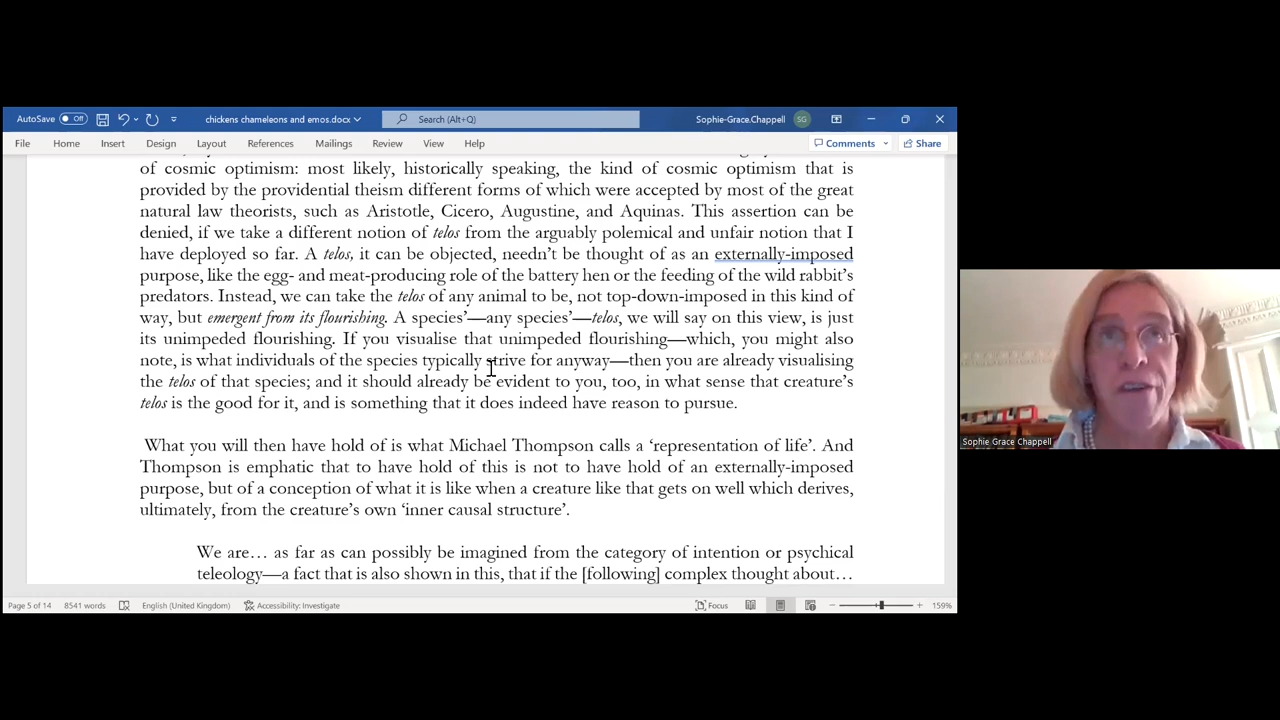 AutoSave Off chickens chameleons and emos.docx Search (Alt+Q) Sophie-Grace.Chappell SG
File Home Insert Draw Design Layout References Mailings Review View Help Comments Share
of cosmic optimism: most likely, historically speaking, the kind of cosmic optimism that is
provided by the providential theism different forms of which were accepted by most of the great
natural law theorists, such as Aristotle, Cicero, Augustine, and Aquinas. This assertion can be
denied, if we take a different notion of telos from the arguably polemical and unfair notion that I
have deployed so far. A telos, it can be objected, needn’t be thought of as an externally-imposed
purpose, like the egg- and meat-producing role of the battery hen or the feeding of the wild rabbit’s
predators. Instead, we can take the telos of any animal to be, not top-down-imposed in this kind of
way, but emergent from its flourishing. A species’—any species’—telos, we will say on this view, is just
its unimpeded flourishing. If you visualise that unimpeded flourishing—which, you might also
note, is what individuals of the species typically strive for anyway—then you are already visualising
the telos of that species; and it should already be evident to you, too, in what sense that creature’s
telos is the good for it, and is something that it does indeed have reason to pursue.
What you will then have hold of is what Michael Thompson calls a ‘representation of life’. And
Thompson is emphatic that to have hold of this is not to have hold of an externally-imposed
purpose, but of a conception of what it is like when a creature like that gets on well which derives,
ultimately, from the creature’s own ‘inner causal structure’.
We are… as far as can possibly be imagined from the category of intention or psychical
teleology—a fact that is also shown in this, that if the [following] complex thought about…
Page 5 of 14 8541 words English (United Kingdom) Accessibility: Investigate Focus 159%
Sophie Grace Chappell